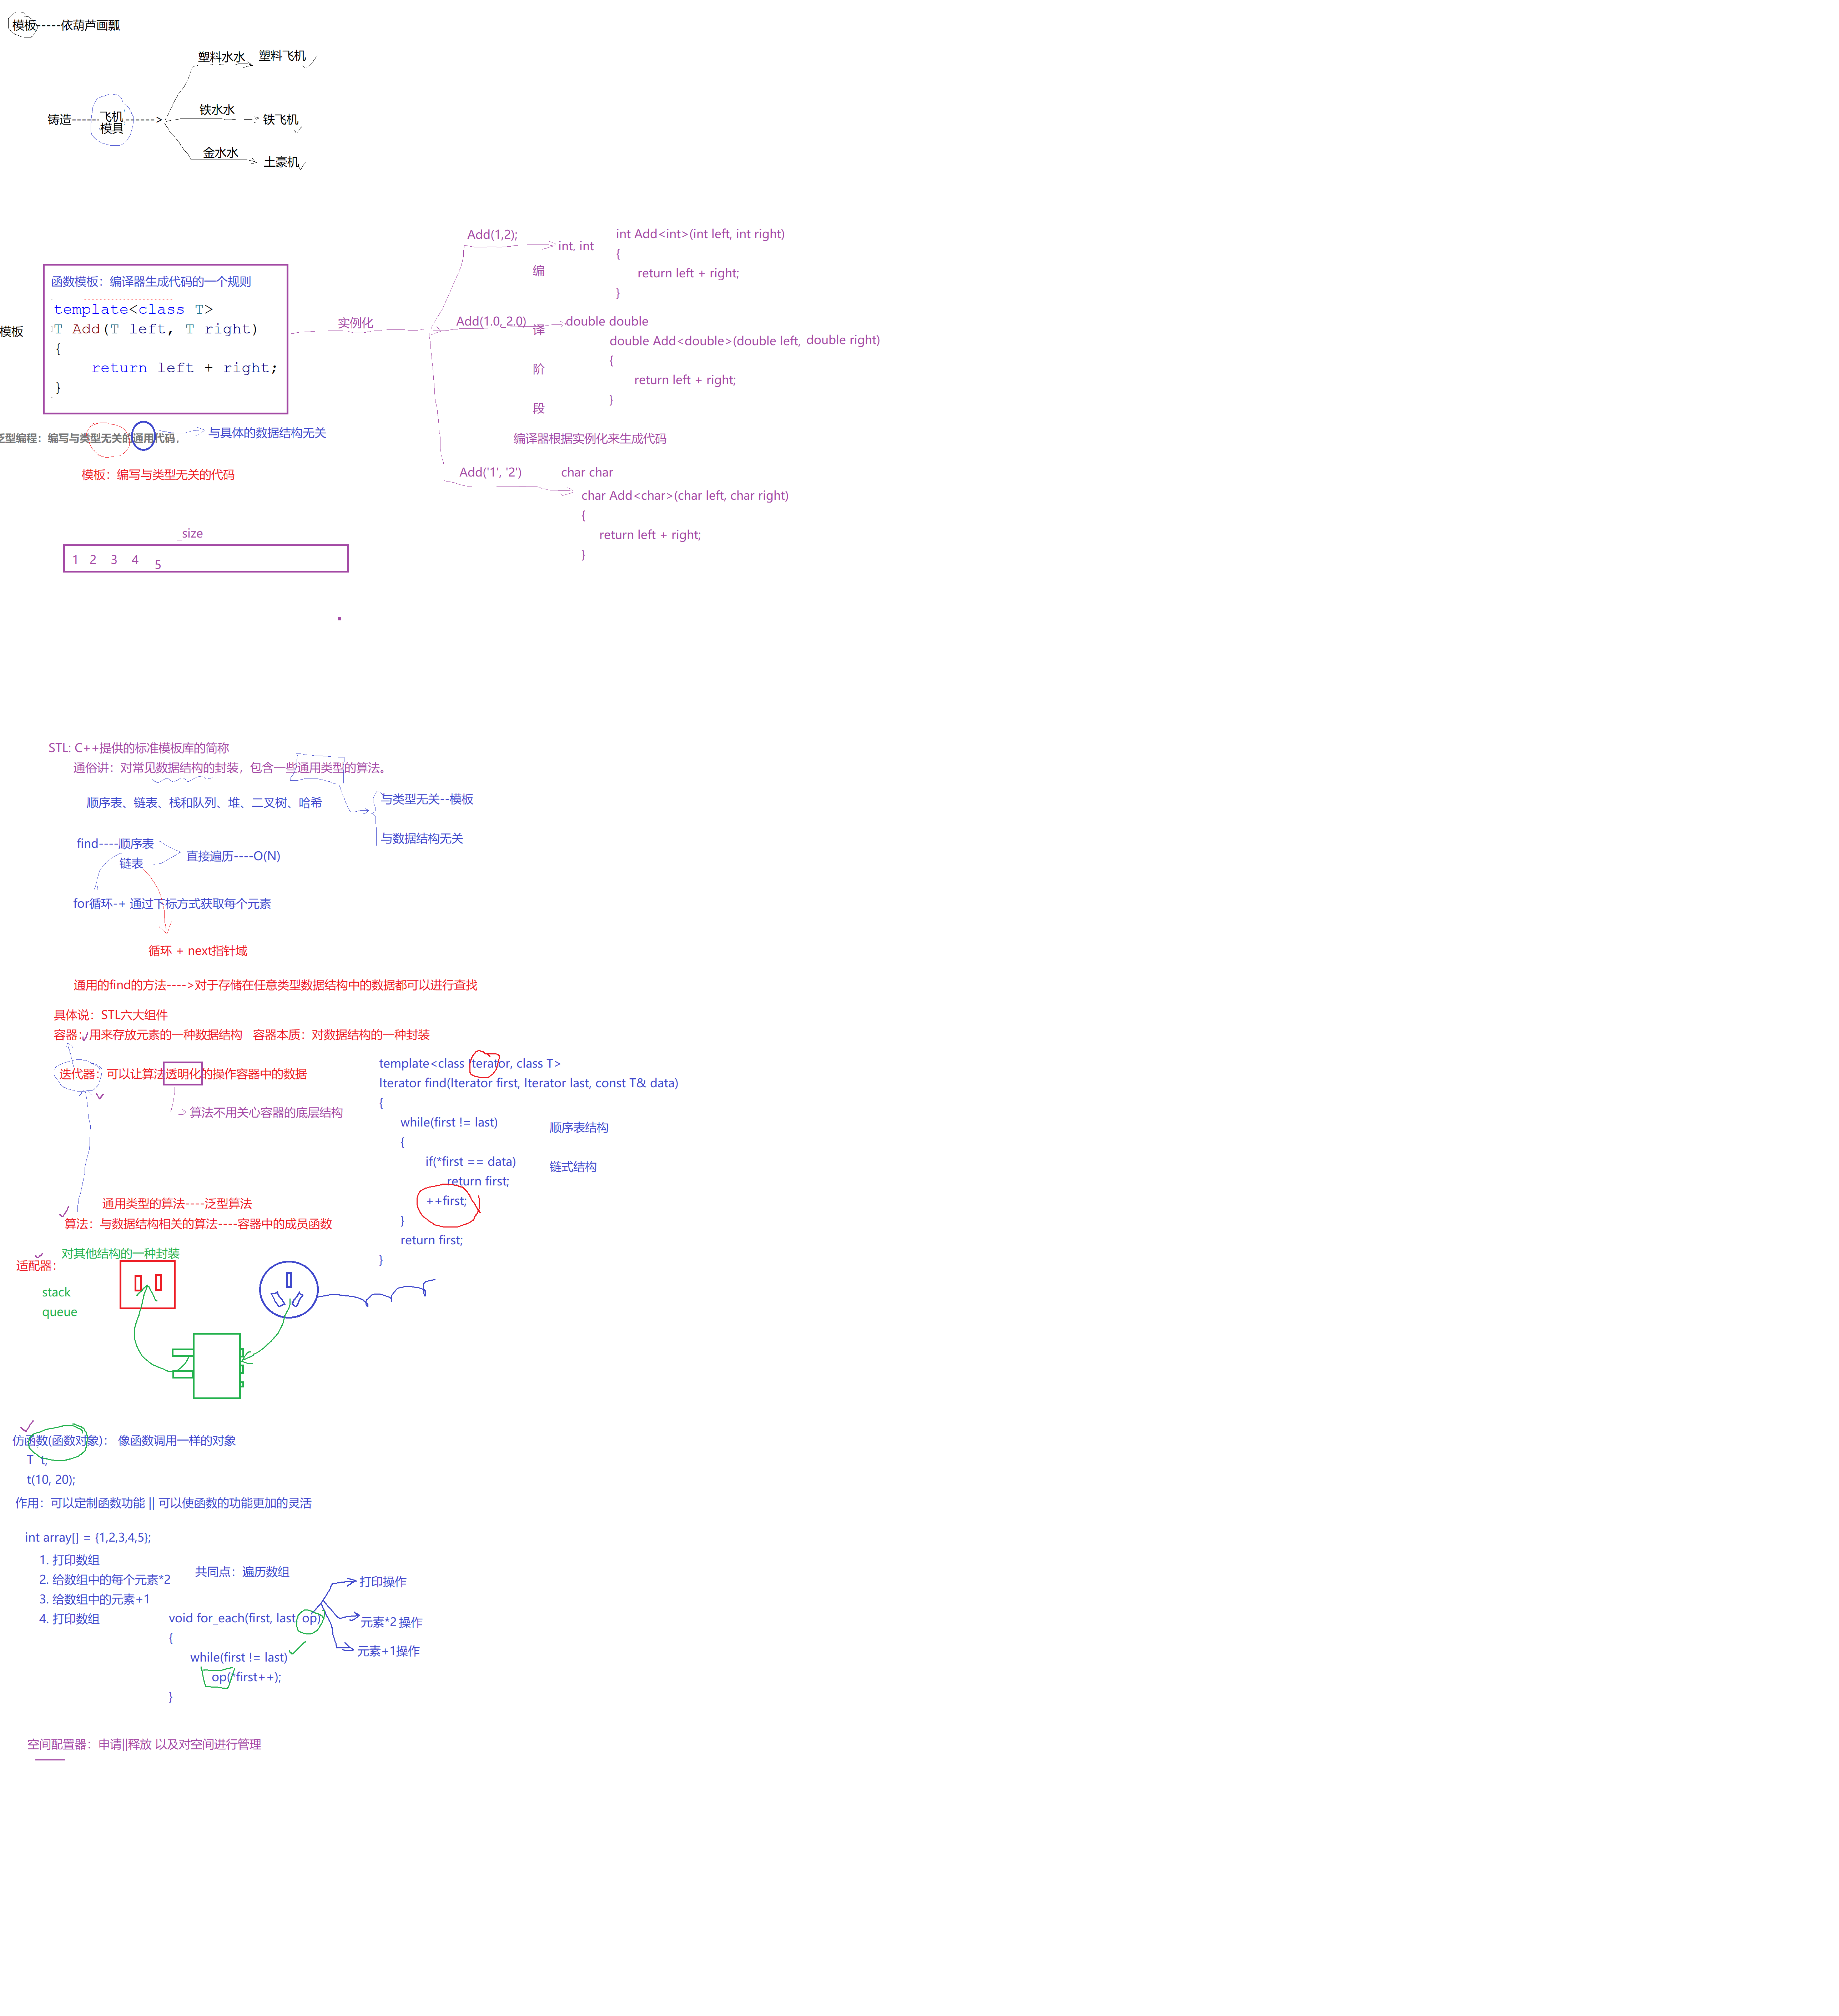 模板-----依葫芦画瓢
塑料水水 塑料飞机
铁水水
铸造------飞机------> 铁飞机
模具
金水水
土豪机
Add(1,2); int Add<int>(int left, int right)
int. int {
编 return left + right;
}
函数模板：编译器生成代码的一个规则
template<class T>
模板 T Add(T left, T right)
{
return left + right;
}
实例化
Add(1.0, 2.0) 译 double double
double Add<double>(double left, double right)
{
阶 return left + right;
}
段
编译器根据实例化来生成代码
泛型编程：编写与类型无关的通用代码， 与具体的数据结构无关
模板：编写与类型无关的代码
Add('1', '2') char char
char Add<char>(char left, char right)
{
return left + right;
}
_size
1 2 3 4 5
STL: C++提供的标准模板库的简称
通俗讲：对常见数据结构的封装，包含一些通用类型的算法。
顺序表、链表、栈和队列、堆、二叉树、哈希 与类型无关--模板
与数据结构无关
find----顺序表
链表 直接遍历----O(N)
for循环-+ 通过下标方式获取每个元素
循环 + next指针域
通用的find的方法---->对于存储在任意类型数据结构中的数据都可以进行查找
具体说：STL六大组件
容器：用来存放元素的一种数据结构 容器本质：对数据结构的一种封装
迭代器：可以让算法透明化的操作容器中的数据
算法不用关心容器的底层结构
template<class Iterator, class T>
Iterator find(Iterator first, Iterator last, const T& data)
{
while(first != last) 顺序表结构
{
if(*first == data) 链式结构
return first;
++first;
}
return first;
}
通用类型的算法----泛型算法
算法：与数据结构相关的算法----容器中的成员函数
对其他结构的一种封装
适配器：
stack
queue
仿函数(函数对象)： 像函数调用一样的对象
T t;
t(10, 20);
作用：可以定制函数功能 || 可以使函数的功能更加的灵活
int array[] = {1,2,3,4,5};
1. 打印数组
2. 给数组中的每个元素*2 共同点：遍历数组
3. 给数组中的元素+1
4. 打印数组
void for_each(first, last, op)
{
while(first != last)
op(*first++);
}
打印操作
元素*2 操作
元素+1操作
空间配置器：申请||释放 以及对空间进行管理